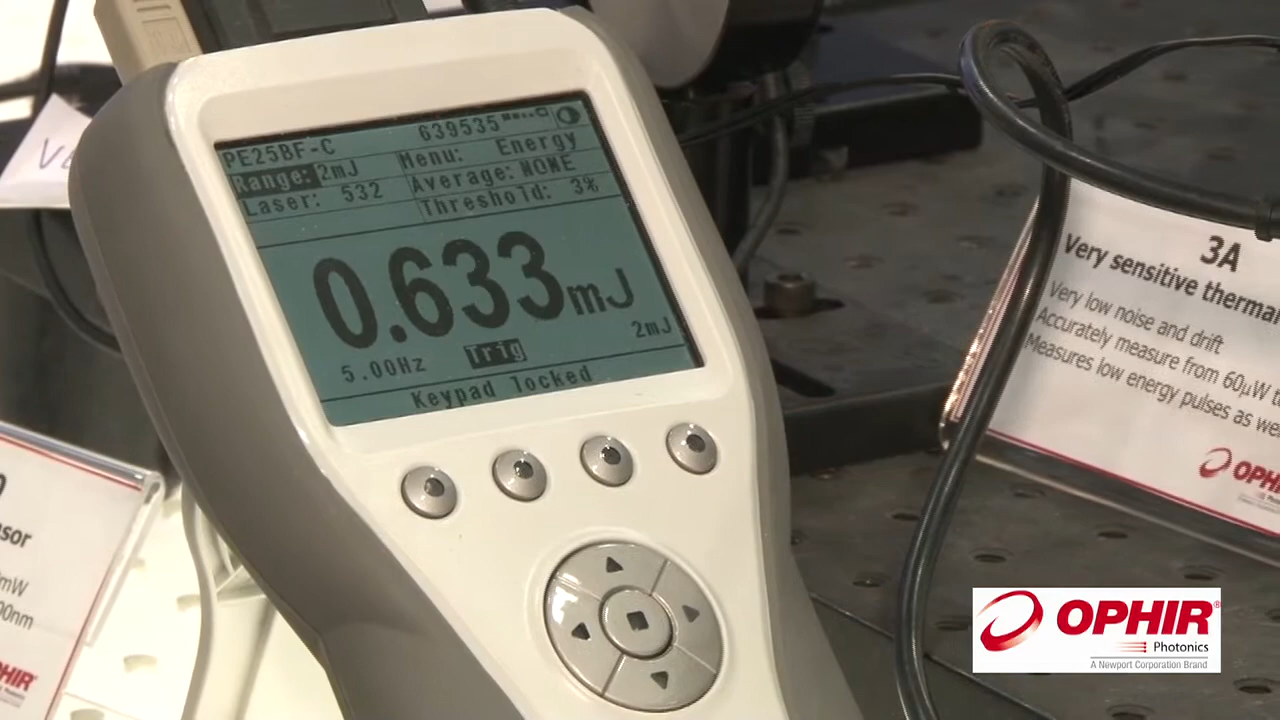 PE25BF-C 639535
Range: 2mJ Menu: Energy
Laser: 532 Average: NONE
Threshold: 3%
0.633mJ
2mJ
5.00Hz Trig
Keypad locked
3A
Very sensitive
Very low noise and drift
Accurately measure from 60µW
Measures low energy pulses as
OPHIR
OPHIR®
Photonics
A Newport Corporation Brand